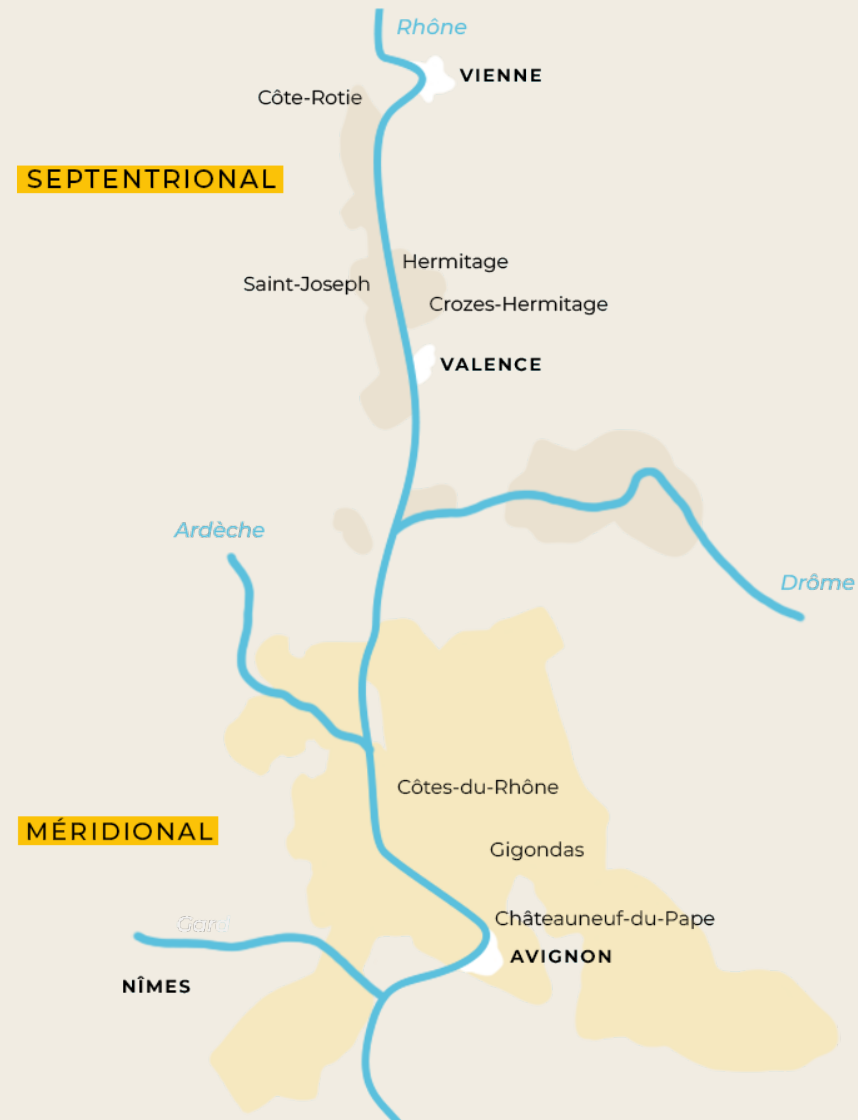 Rhône
VIENNE
Côte-Rotie
SEPTENTRIONAL
Hermitage
Saint-Joseph
Crozes-Hermitage
VALENCE
Ardèche
Drôme
Côtes-du-Rhône
MÉRIDIONAL
Gigondas
Châteauneuf-du-Pape
Gard
AVIGNON
NÎMES